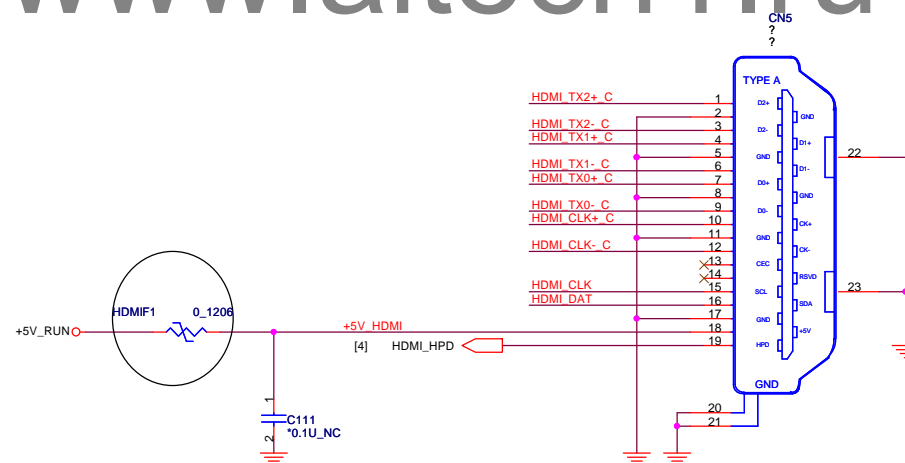 CN5
?
?
TYPE A
HDMI_TX2+_C 1 D2+
2 GND
HDMI_TX2-_C 3 D2-
HDMI_TX1+_C 4 D1+
5 GND 22
HDMI_TX1-_C 6 D1-
HDMI_TX0+_C 7 D0+
8 GND
HDMI_TX0-_C 9 D0-
HDMI_CLK+_C 10 CK+
11 GND
HDMI_CLK-_C 12 CK-
13 CEC
14 RSVD
HDMI_CLK 15 SCL 23
HDMI_DAT 16 SDA
17 GND
HDMIF1 0_1206
+5V_RUN +5V_HDMI 18 +5V
[4] HDMI_HPD 19 HPD
GND
20
21
1
C111
*0.1U_NC
2